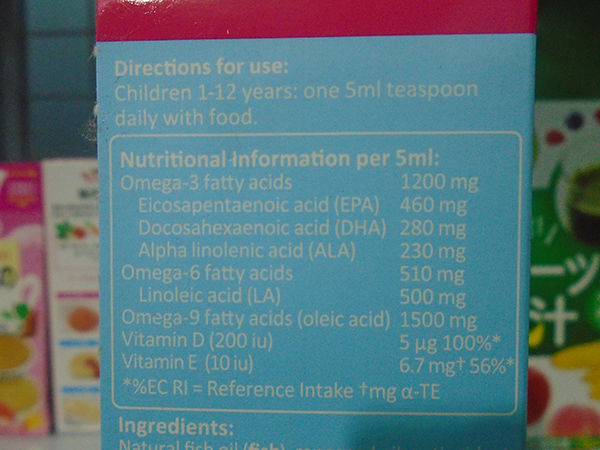 Directions for use:
Children 1-12 years: one 5ml teaspoon
daily with food.
Nutritional information per 5ml:
Omega-3 fatty acids 1200 mg
Eicosapentaenoic acid (EPA) 460 mg
Docosahexaenoic acid (DHA) 280 mg
Alpha linolenic acid (ALA) 230 mg
Omega-6 fatty acids 510 mg
Linoleic acid (LA) 500 mg
Omega-9 fatty acids (oleic acid) 1500 mg
Vitamin D (200 iu) 5 µg 100%*
Vitamin E (10 iu) 6.7 mg† 56%*
*%EC RI = Reference Intake †mg α-TE
Ingredients:
Natural fish oil (fish),
ーツ
汁